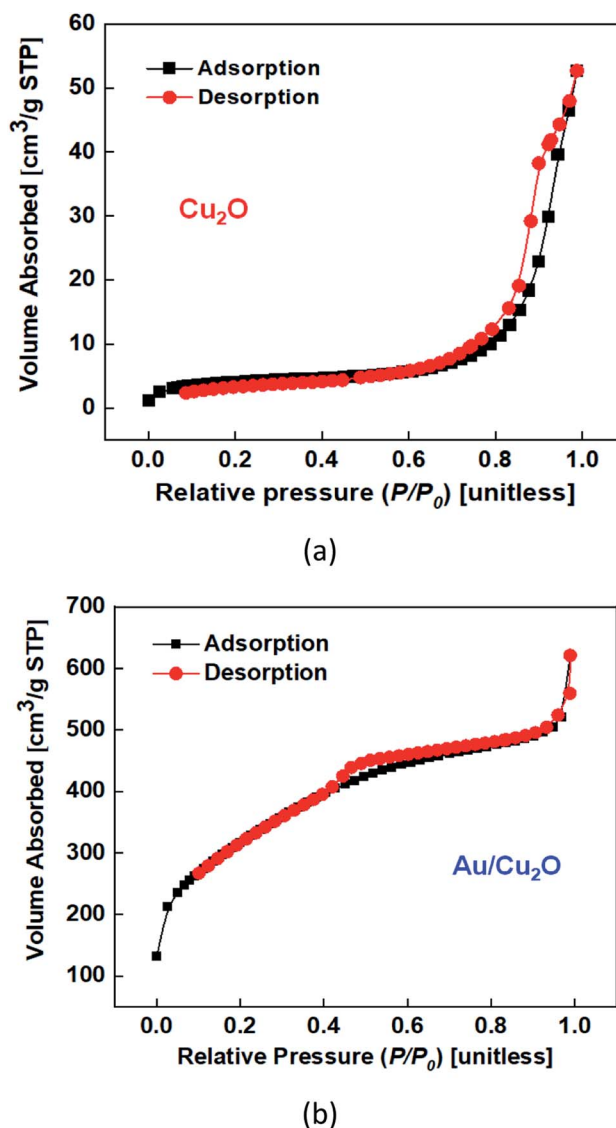 60
50
40
30
20
10
0
Volume Absorbed [cm³/g STP]
Adsorption
Desorption
Cu₂O
0.0 0.2 0.4 0.6 0.8 1.0
Relative pressure (P/P₀) [unitless]
(a)
700
600
500
400
300
200
100
Volume Absorbed [cm³/g STP]
Adsorption
Desorption
Au/Cu₂O
0.0 0.2 0.4 0.6 0.8 1.0
Relative Pressure (P/P₀) [unitless]
(b)